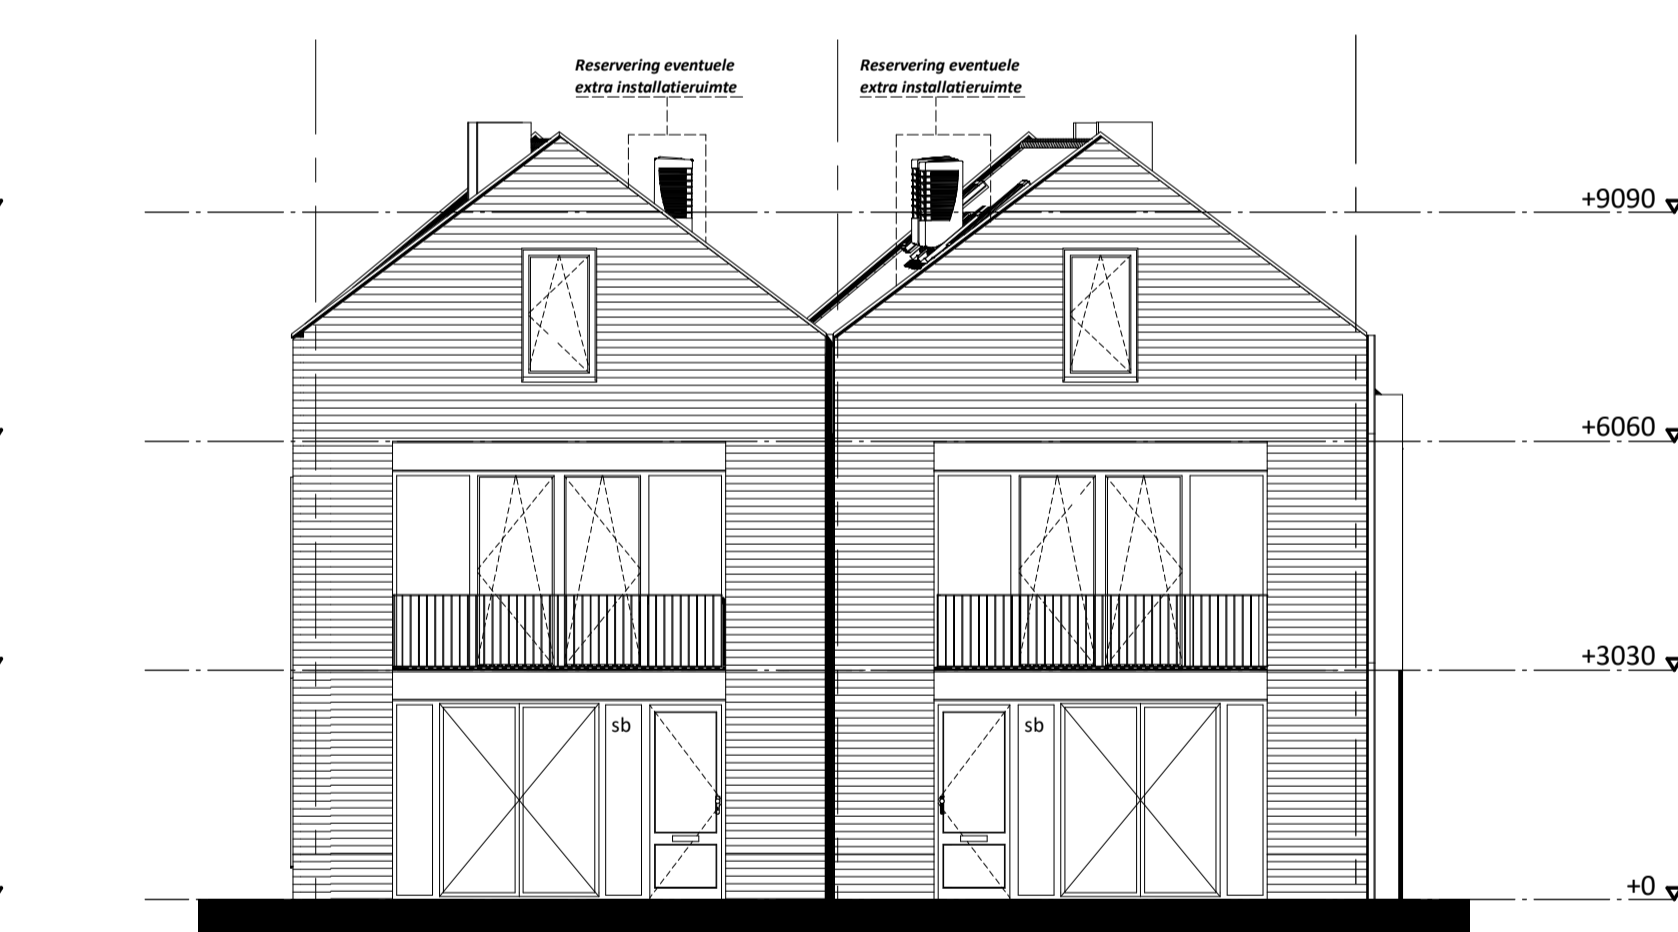 Reservering eventuele
extra installatieruimte
Reservering eventuele
extra installatieruimte
+9090
+6060
+3030
sb
sb
+0